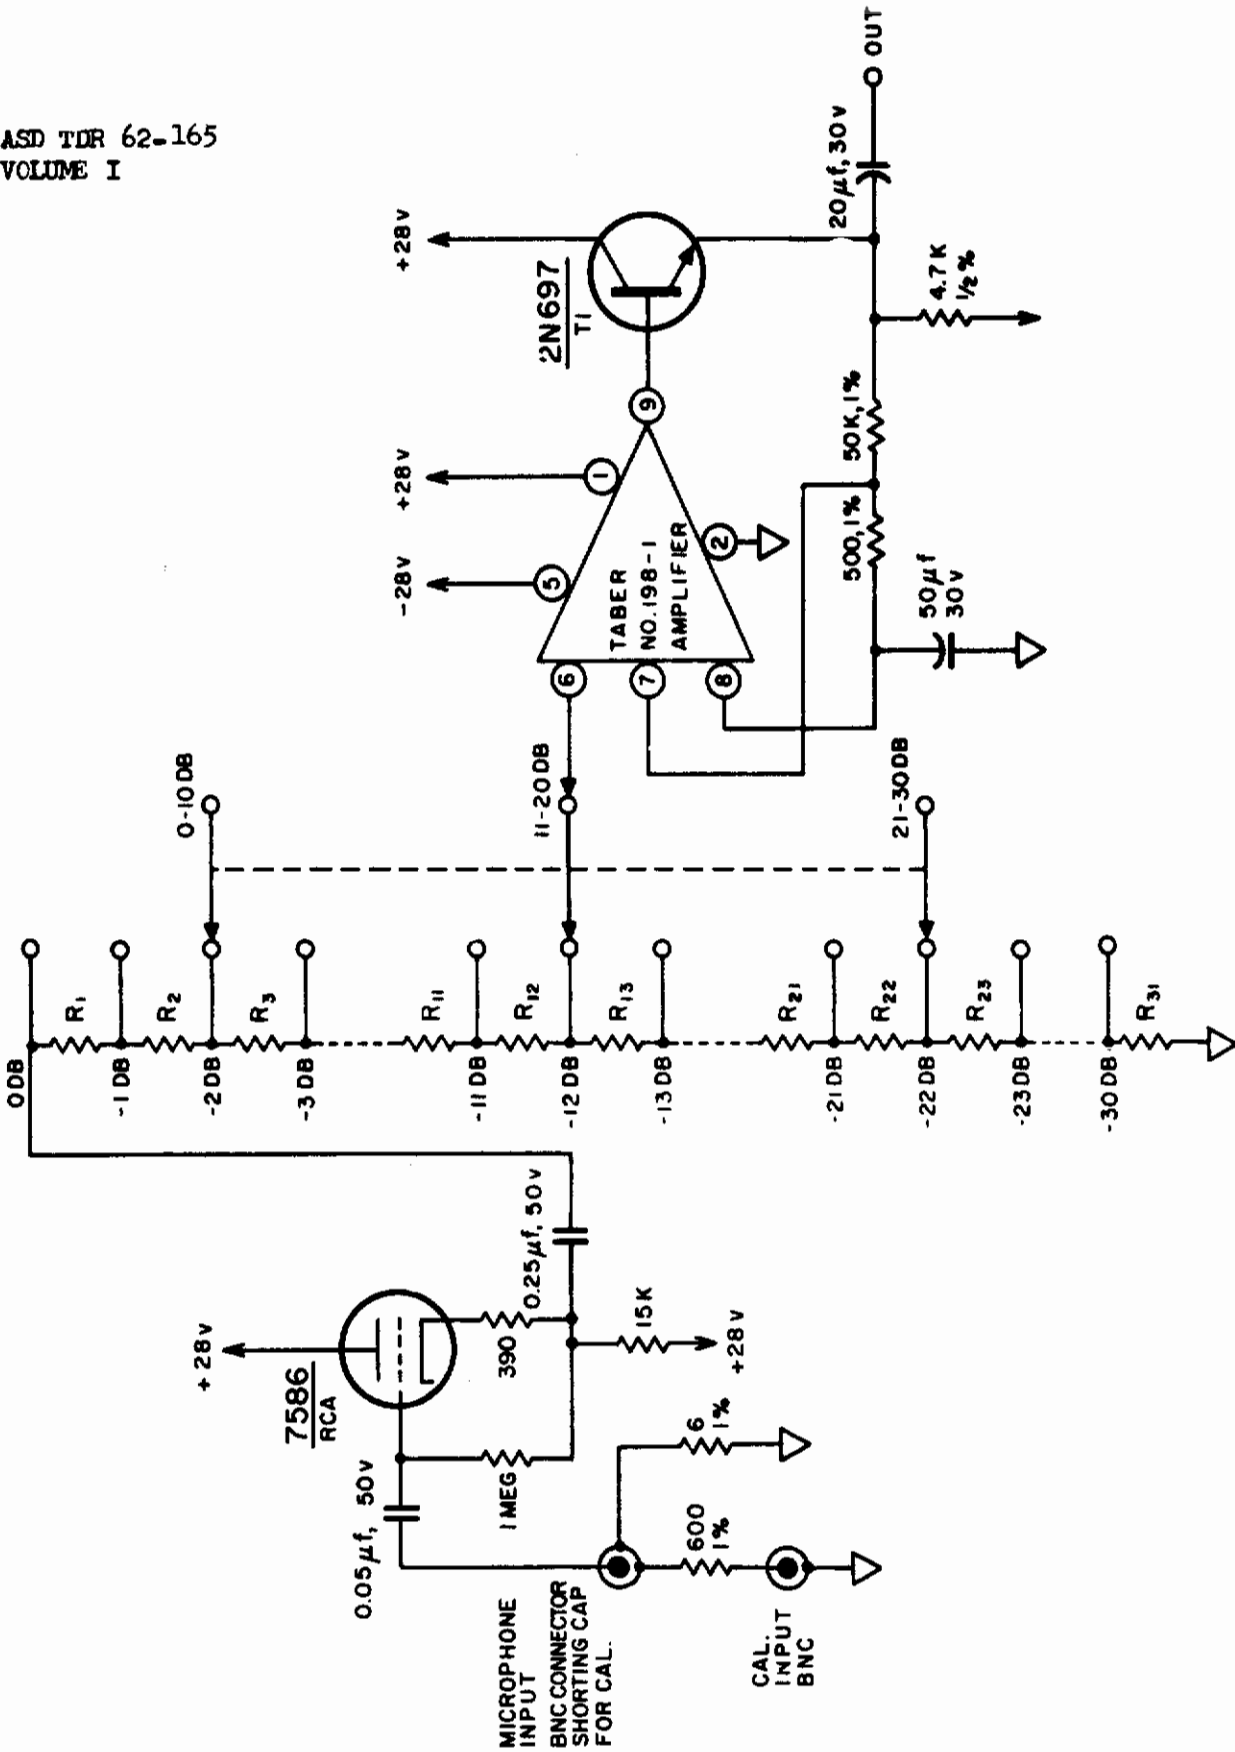 ASD TDR 62-165
VOLUME I
+28V
+28V
-28V
2N697
TI
OUT
20µf, 30V
4.7K
1/2%
50K, 1%
500, 1%
50µf
30V
9
1
5
2
6
7
8
TABER
NO. 198-1
AMPLIFIER
0-10DB
11-20DB
21-30DB
0DB
-1DB
-2DB
-3DB
-11DB
-12DB
-13DB
-21DB
-22DB
-23DB
-30DB
R1
R2
R3
R11
R12
R13
R21
R22
R23
R31
+28V
7586
RCA
0.25µf, 50V
390
15K
+28V
1MEG
0.05µf, 50V
6
1%
600
1%
MICROPHONE
INPUT
BNC CONNECTOR
SHORTING CAP
FOR CAL.
CAL.
INPUT
BNC